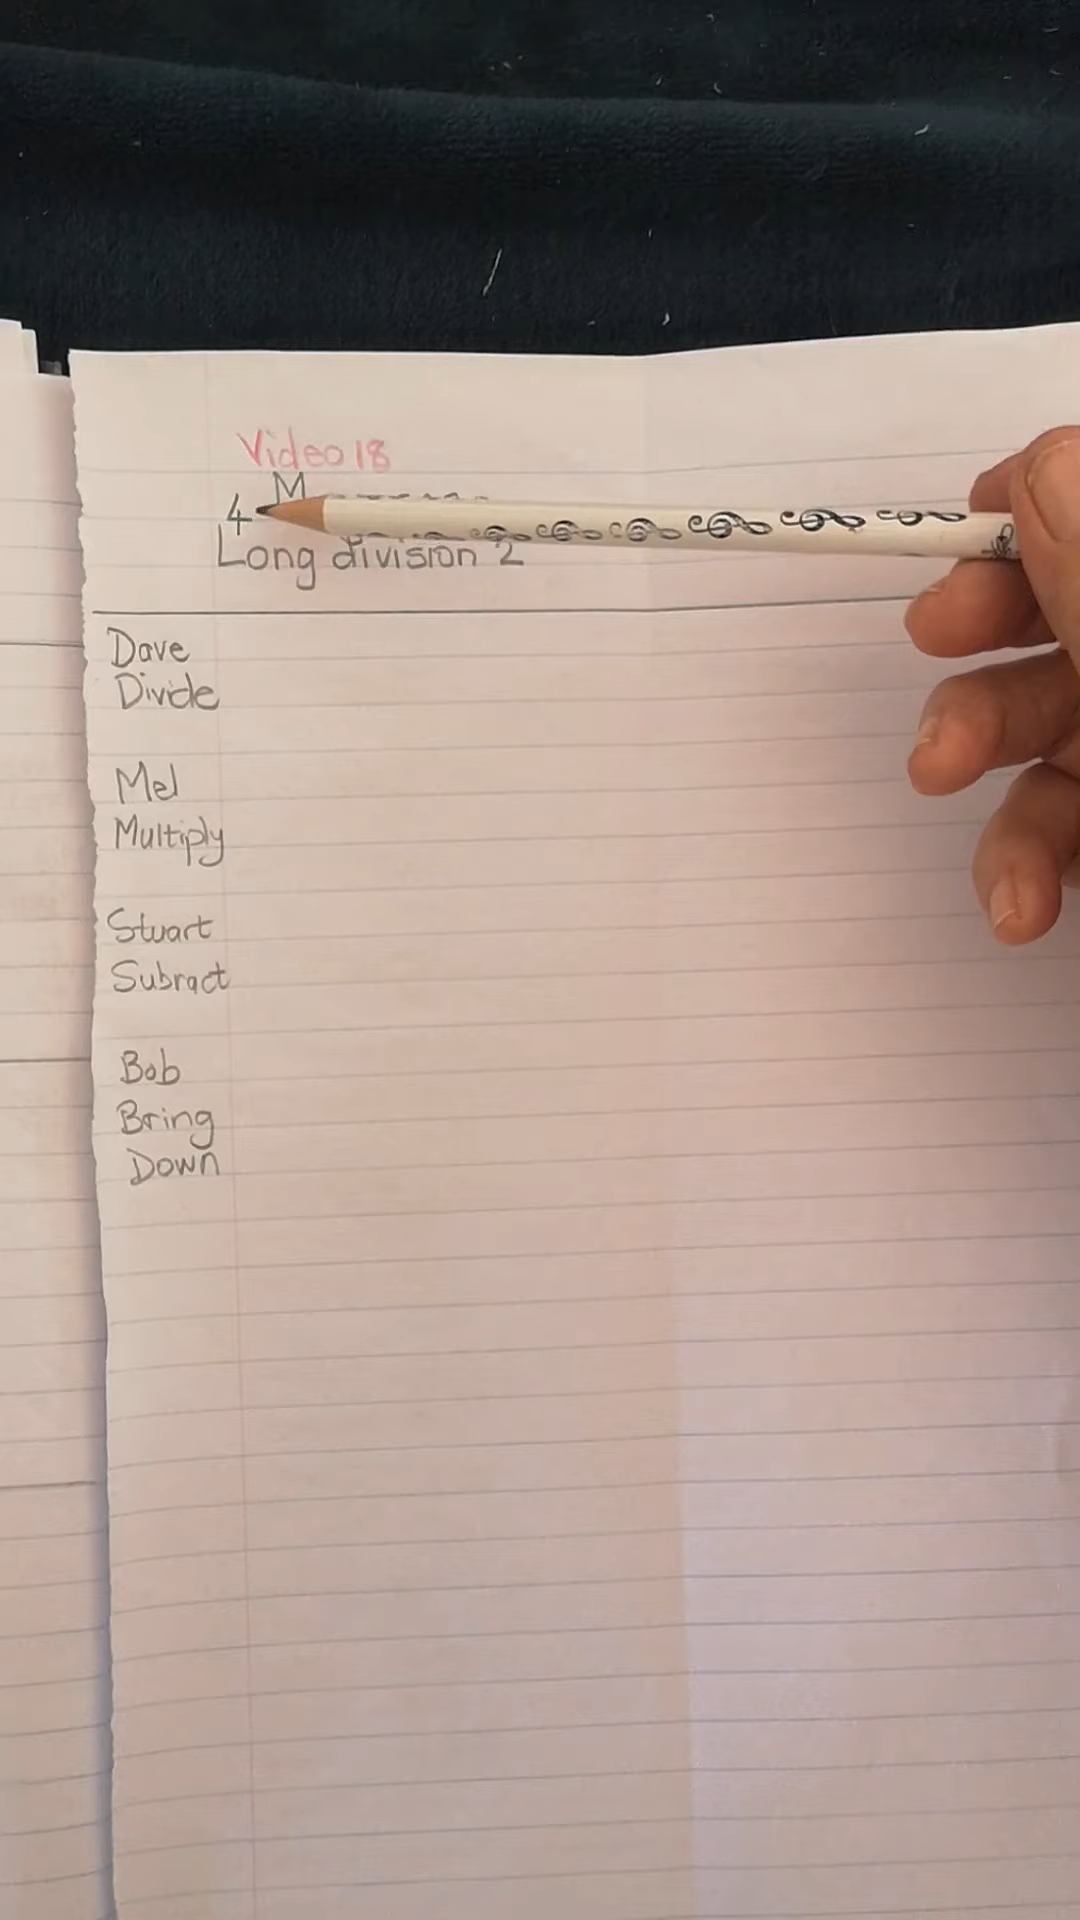 Video 18
M
4
Long division 2
Dave
Divide
Mel
Multiply
Stuart
Subract
Bob
Bring
Down